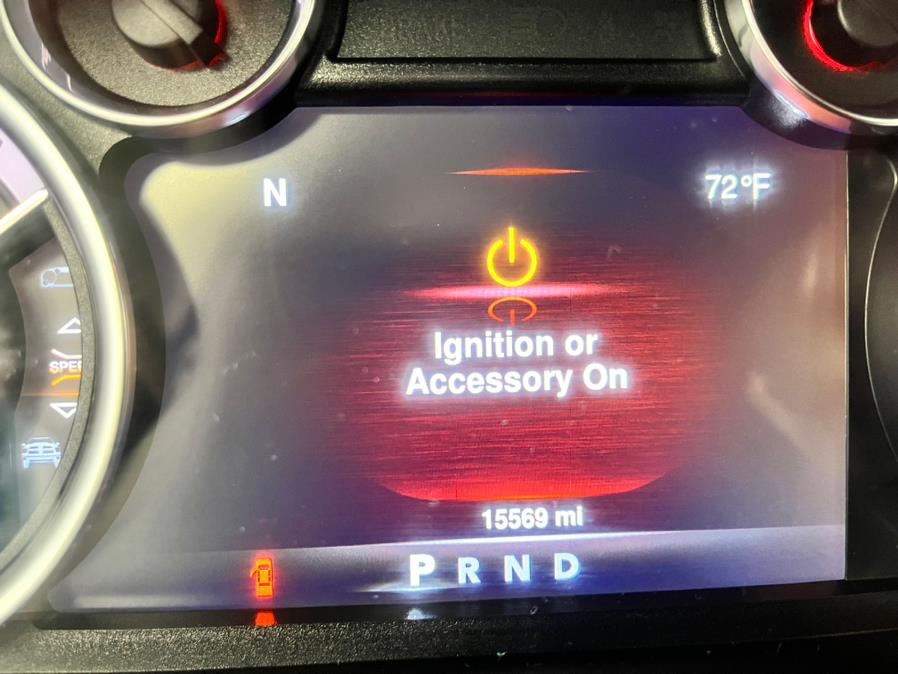 N
72°F
Ignition or
Accessory On
15569 mi
P R N D